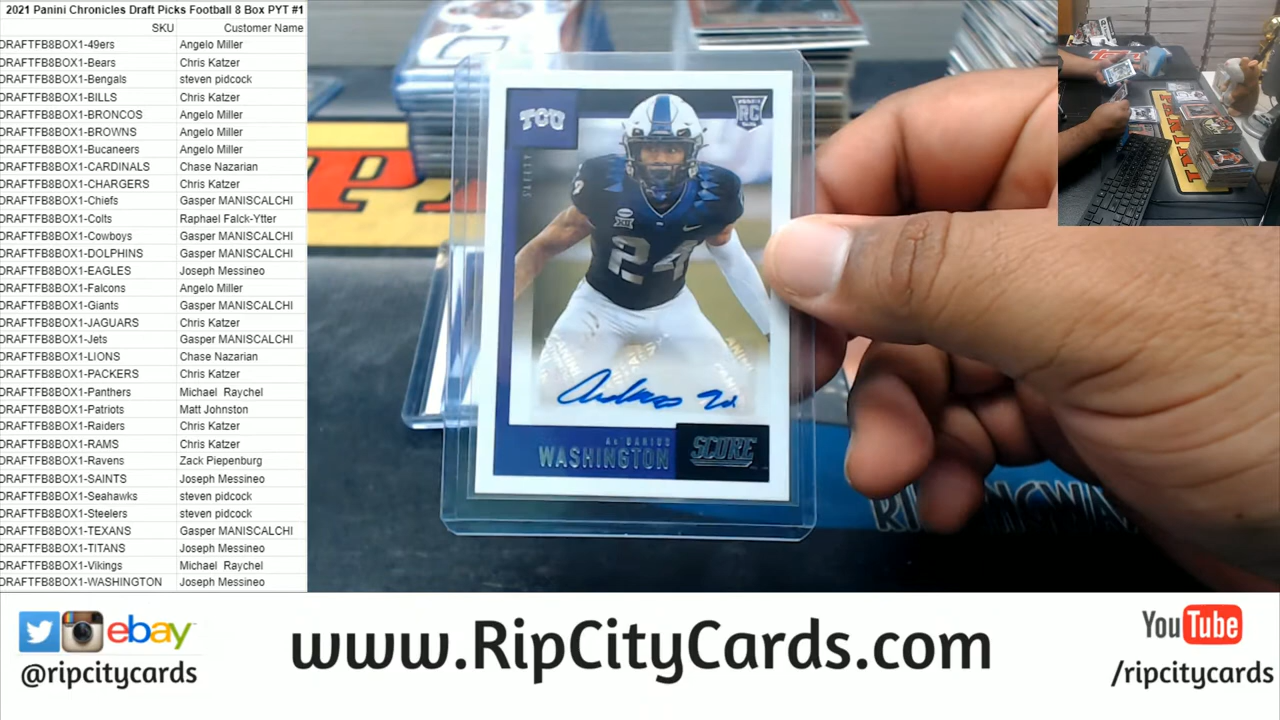 2021 Panini Chronicles Draft Picks Football 8 Box PYT #1
SKU Customer Name
DRAFTFB8BOX1-49ers Angelo Miller
DRAFTFB8BOX1-Bears Chris Katzer
DRAFTFB8BOX1-Bengals steven pidcock
DRAFTFB8BOX1-BILLS Chris Katzer
DRAFTFB8BOX1-BRONCOS Angelo Miller
DRAFTFB8BOX1-BROWNS Angelo Miller
DRAFTFB8BOX1-Bucaneers Angelo Miller
DRAFTFB8BOX1-CARDINALS Chase Nazarian
DRAFTFB8BOX1-CHARGERS Chris Katzer
DRAFTFB8BOX1-Chiefs Gasper MANISCALCHI
DRAFTFB8BOX1-Colts Raphael Falck-Ytter
DRAFTFB8BOX1-Cowboys Gasper MANISCALCHI
DRAFTFB8BOX1-DOLPHINS Gasper MANISCALCHI
DRAFTFB8BOX1-EAGLES Joseph Messineo
DRAFTFB8BOX1-Falcons Angelo Miller
DRAFTFB8BOX1-Giants Gasper MANISCALCHI
DRAFTFB8BOX1-JAGUARS Chris Katzer
DRAFTFB8BOX1-Jets Gasper MANISCALCHI
DRAFTFB8BOX1-LIONS Chase Nazarian
DRAFTFB8BOX1-PACKERS Chris Katzer
DRAFTFB8BOX1-Panthers Michael Raychel
DRAFTFB8BOX1-Patriots Matt Johnston
DRAFTFB8BOX1-Raiders Chris Katzer
DRAFTFB8BOX1-RAMS Chris Katzer
DRAFTFB8BOX1-Ravens Zack Piepenburg
DRAFTFB8BOX1-SAINTS Joseph Messineo
DRAFTFB8BOX1-Seahawks steven pidcock
DRAFTFB8BOX1-Steelers steven pidcock
DRAFTFB8BOX1-TEXANS Gasper MANISCALCHI
DRAFTFB8BOX1-TITANS Joseph Messineo
DRAFTFB8BOX1-Vikings Michael Raychel
DRAFTFB8BOX1-WASHINGTON Joseph Messineo
TCU
RC
SAFETY
24
AR'DARIUS
WASHINGTON
SCORE
PANINI
ebay
@ripcitycards
www.RipCityCards.com
YouTube
/ripcitycards